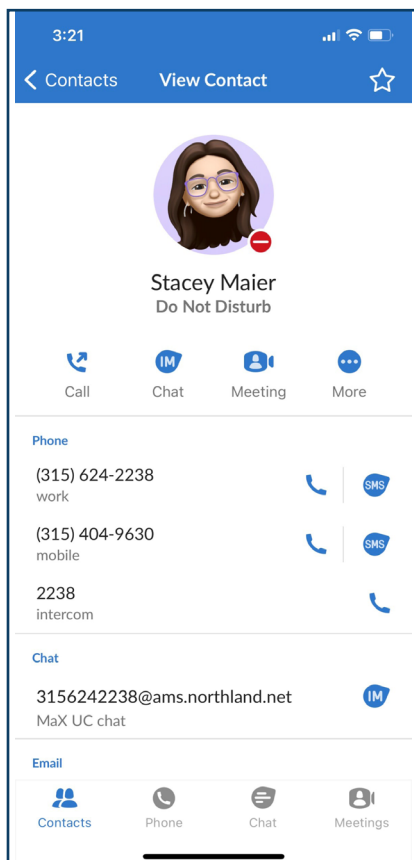 3:21
Contacts View Contact
Stacey Maier
Do Not Disturb
IM
Call Chat Meeting More
Phone
(315) 624-2238 SMS
work
(315) 404-9630 SMS
mobile
2238
intercom
Chat
3156242238@ams.northland.net IM
MaX UC chat
Email
Contacts Phone Chat Meetings